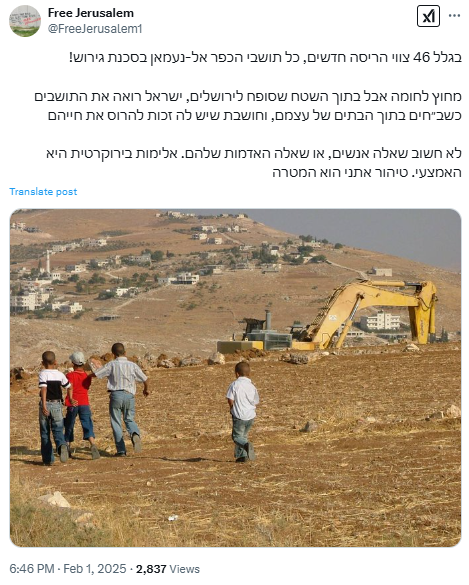 Free Jerusalem
@FreeJerusalem1
בגלל 46 צווי הריסה חדשים, כל תושבי הכפר אל-נעמאן בסכנת גירוש!
מחוץ לחומה אבל בתוך השטח שסופח לירושלים, ישראל רואה את התושבים
כשב״חים בתוך הבתים של עצמם, וחושבת שיש לה זכות להרוס את חייהם
לא חשוב שאלה אנשים, או שאלה האדמות שלהם. אלימות בירוקרטית היא
האמצעי. טיהור אתני הוא המטרה
Translate post
6:46 PM · Feb 1, 2025 · 2,837 Views